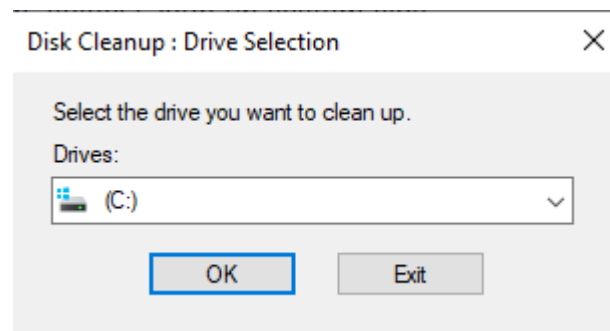 Disk Cleanup : Drive Selection
Select the drive you want to clean up.
Drives:
(C:)
OK
Exit